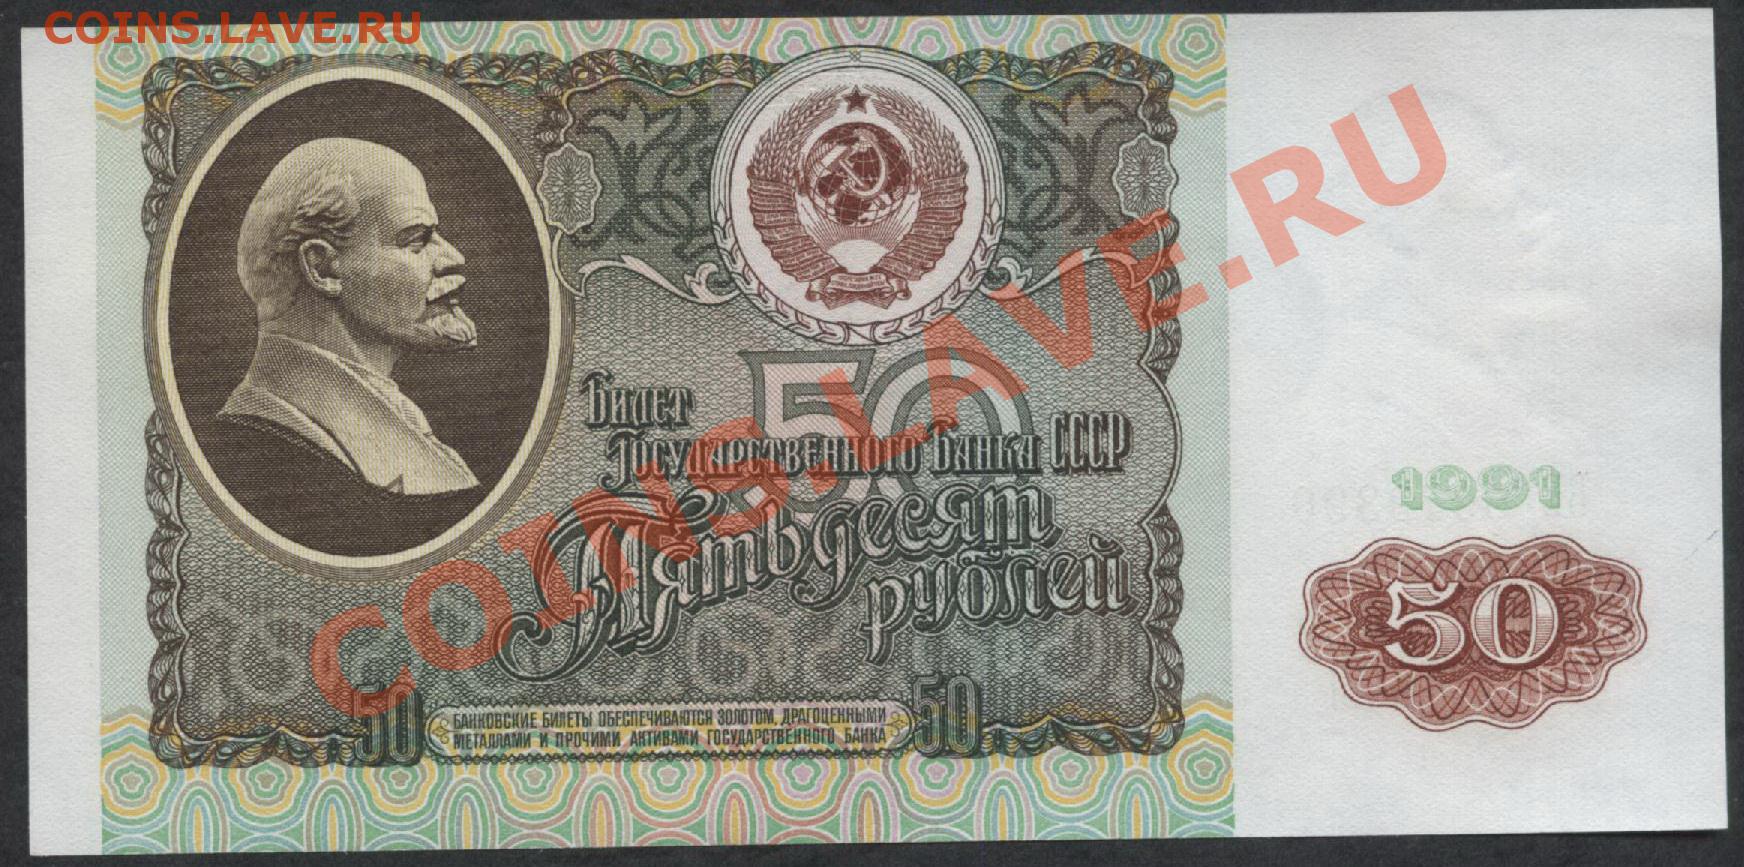 COINS.LAVE.RU
Билет
50
Государственного Банка СССР
Пятьдесят
рублей
1991
50
50
БАНКОВСКИЕ БИЛЕТЫ ОБЕСПЕЧИВАЮТСЯ ЗОЛОТОМ, ДРАГОЦЕННЫМИ
МЕТАЛЛАМИ И ПРОЧИМИ АКТИВАМИ ГОСУДАРСТВЕННОГО БАНКА
50
COINS.LAVE.RU